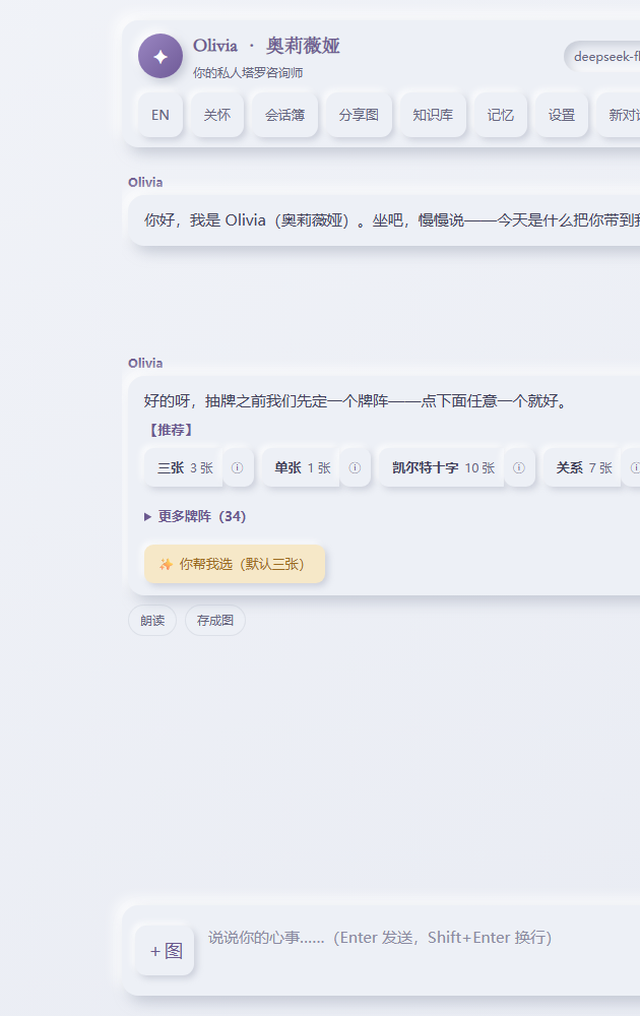 Olivia · 奥莉薇娅
你的私人塔罗咨询师
deepseek-fl
EN 关怀 会话簿 分享图 知识库 记忆 设置 新对
Olivia
你好，我是 Olivia（奥莉薇娅）。坐吧，慢慢说——今天是什么把你带到
Olivia
好的呀，抽牌之前我们先定一个牌阵——点下面任意一个就好。
【推荐】
三张 3 张 ⓘ 单张 1 张 ⓘ 凯尔特十字 10 张 ⓘ 关系 7 张
▶ 更多牌阵（34）
✨ 你帮我选（默认三张）
朗读 存成图
+ 图 说说你的心事……（Enter 发送，Shift+Enter 换行）